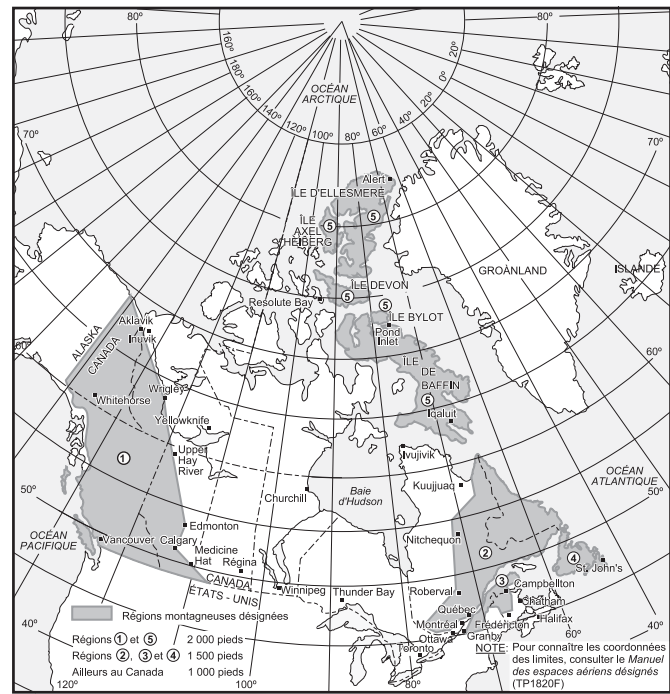 80°
80°
160°
160°
140°
120°
100°
80°
60°
40°
20°
0°
20°
OCÉAN
ARCTIQUE
70°
70°
Alert
ÎLE D'ELLESMERE
⑤
ÎLE
AXEL
HEIBERG
⑤
GROÀNLAND
ISLANDE
ÎLE DEVON
Resolute Bay
⑤
⑤
ÎLE BYLOT
Pond
Inlet
60°
60°
ALASKA
CANADA
Aklavik
Inuvik
ÎLE
DE
BAFFIN
⑤
Iqaluit
Whitehorse
Wrigley
Yellowknife
Upper
Hay
River
①
Ivujivik
Kuujjuaq
OCÉAN
ATLANTIQUE
50°
50°
Churchill
Baie
d'Hudson
OCÉAN
PACIFIQUE
Vancouver
Edmonton
Calgary
Medicine
Hat
Régina
Nitchequon
②
④
St. John's
③
Campbellton
CANADA
ÉTATS - UNIS
Winnipeg
Thunder Bay
Roberval
Chatham
Québec
Halifax
Montréal
Frédéricton
Ottawa
Granby
Toronto
40°
40°
60°
Régions montagneuses désignées
Régions ① et ⑤ 2 000 pieds
Régions ②, ③ et ④ 1 500 pieds
Ailleurs au Canada 1 000 pieds
NOTE: Pour connaître les coordonnées
des limites, consulter le Manuel
des espaces aériens désignés
(TP1820F)
120°
100°
80°